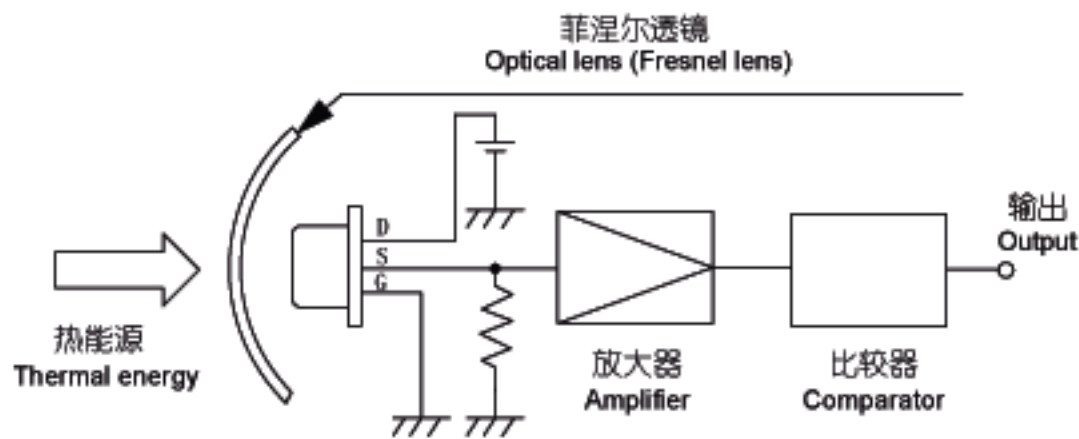 菲涅尔透镜
Optical lens (Fresnel lens)
D
S
G
输出
Output
热能源
Thermal energy
放大器
Amplifier
比较器
Comparator